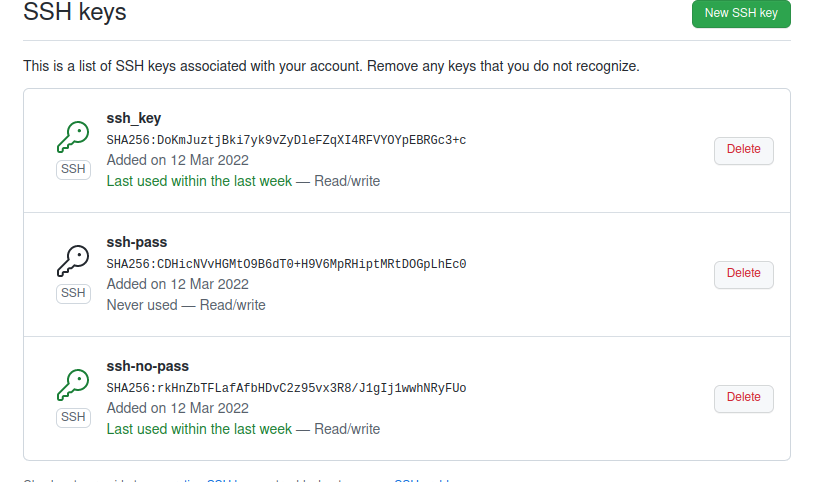 SSH keys
New SSH key
This is a list of SSH keys associated with your account. Remove any keys that you do not recognize.
ssh_key
SHA256:DoKmJuztjBki7yk9vZyDleFZqXI4RFVYOYpEBRGc3+c
Added on 12 Mar 2022
Last used within the last week — Read/write
SSH
Delete
ssh-pass
SHA256:CDHicNVvHGMtO9B6dT0+H9V6MpRHiptMRtDOGpLhEc0
Added on 12 Mar 2022
Never used — Read/write
SSH
Delete
ssh-no-pass
SHA256:rkHnZbTFLafAfbHDvC2z95vx3R8/J1gIj1wwhNRyFUo
Added on 12 Mar 2022
Last used within the last week — Read/write
SSH
Delete